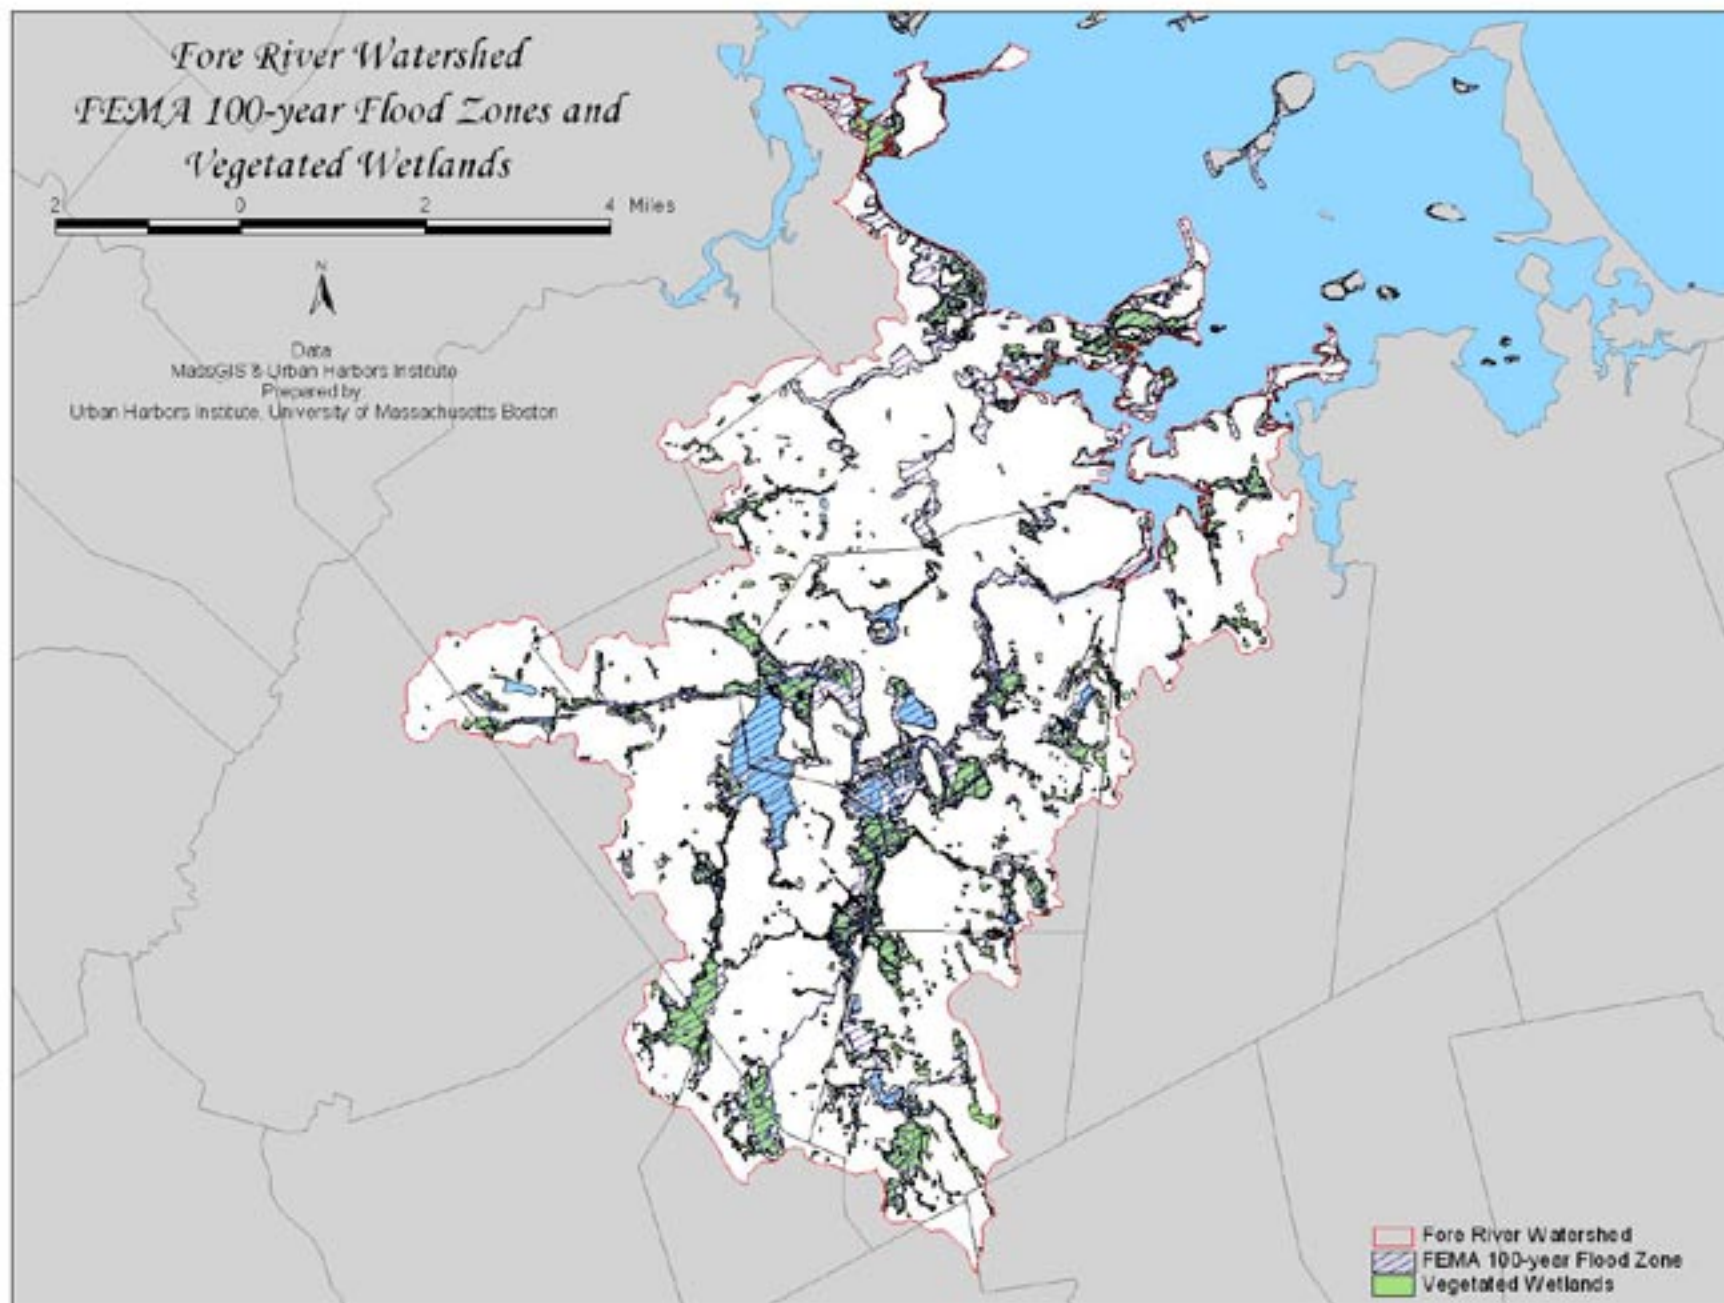 Fore River Watershed
FEMA 100-year Flood Zones and
Vegetated Wetlands
2 0 2 4 Miles
N
Data
MassGIS & Urban Harbors Institute
Prepared by
Urban Harbors Institute, University of Massachusetts Boston
Fore River Watershed
FEMA 100-year Flood Zone
Vegetated Wetlands